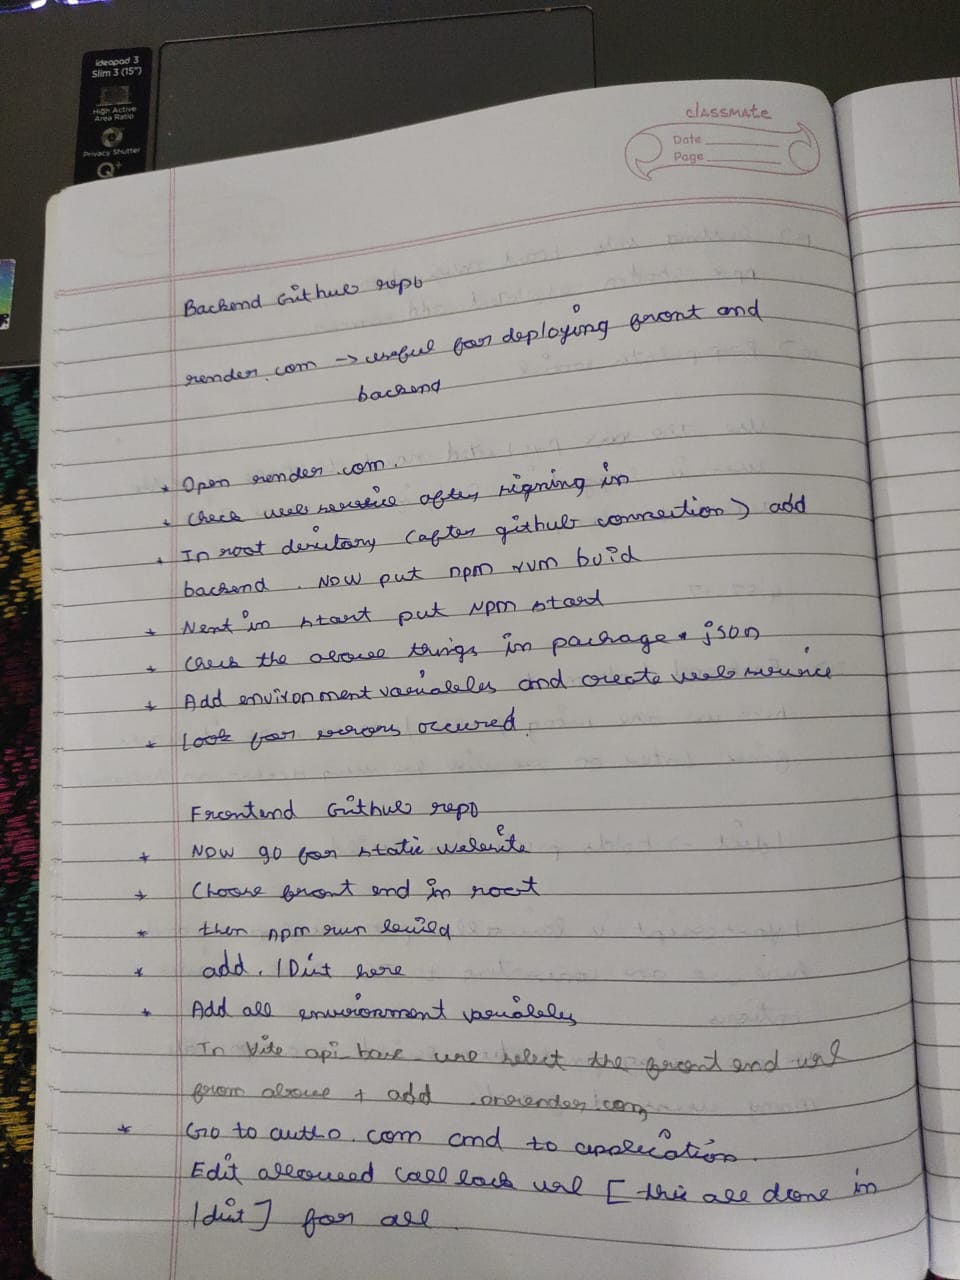 ideapad 3
Slim 3 (15")
High Active
Area Ratio
Privacy Shutter
Q+
classmate
Date
Page
Backend Github repo
render.com → useful for deploying front and
backend
* Open render.com.
* Check web service after signing in
* In root diritory (after github connection) add
backend. Now put npm rum buid
* Next in start put NPM start
* Check the above things in package.json
* Add environment variables and create web service
* Look for errors occured.
Frontend Github repo
* Now go for static website
* Choose front end in root
* then npm run build
* add. /Dist here
* Add all environment variables
In Vite api base url select the front end url
from above + add .onrender.com
* Go to auth0.com and to application.
Edit allowed call back url [this all done in
/dist] for all.